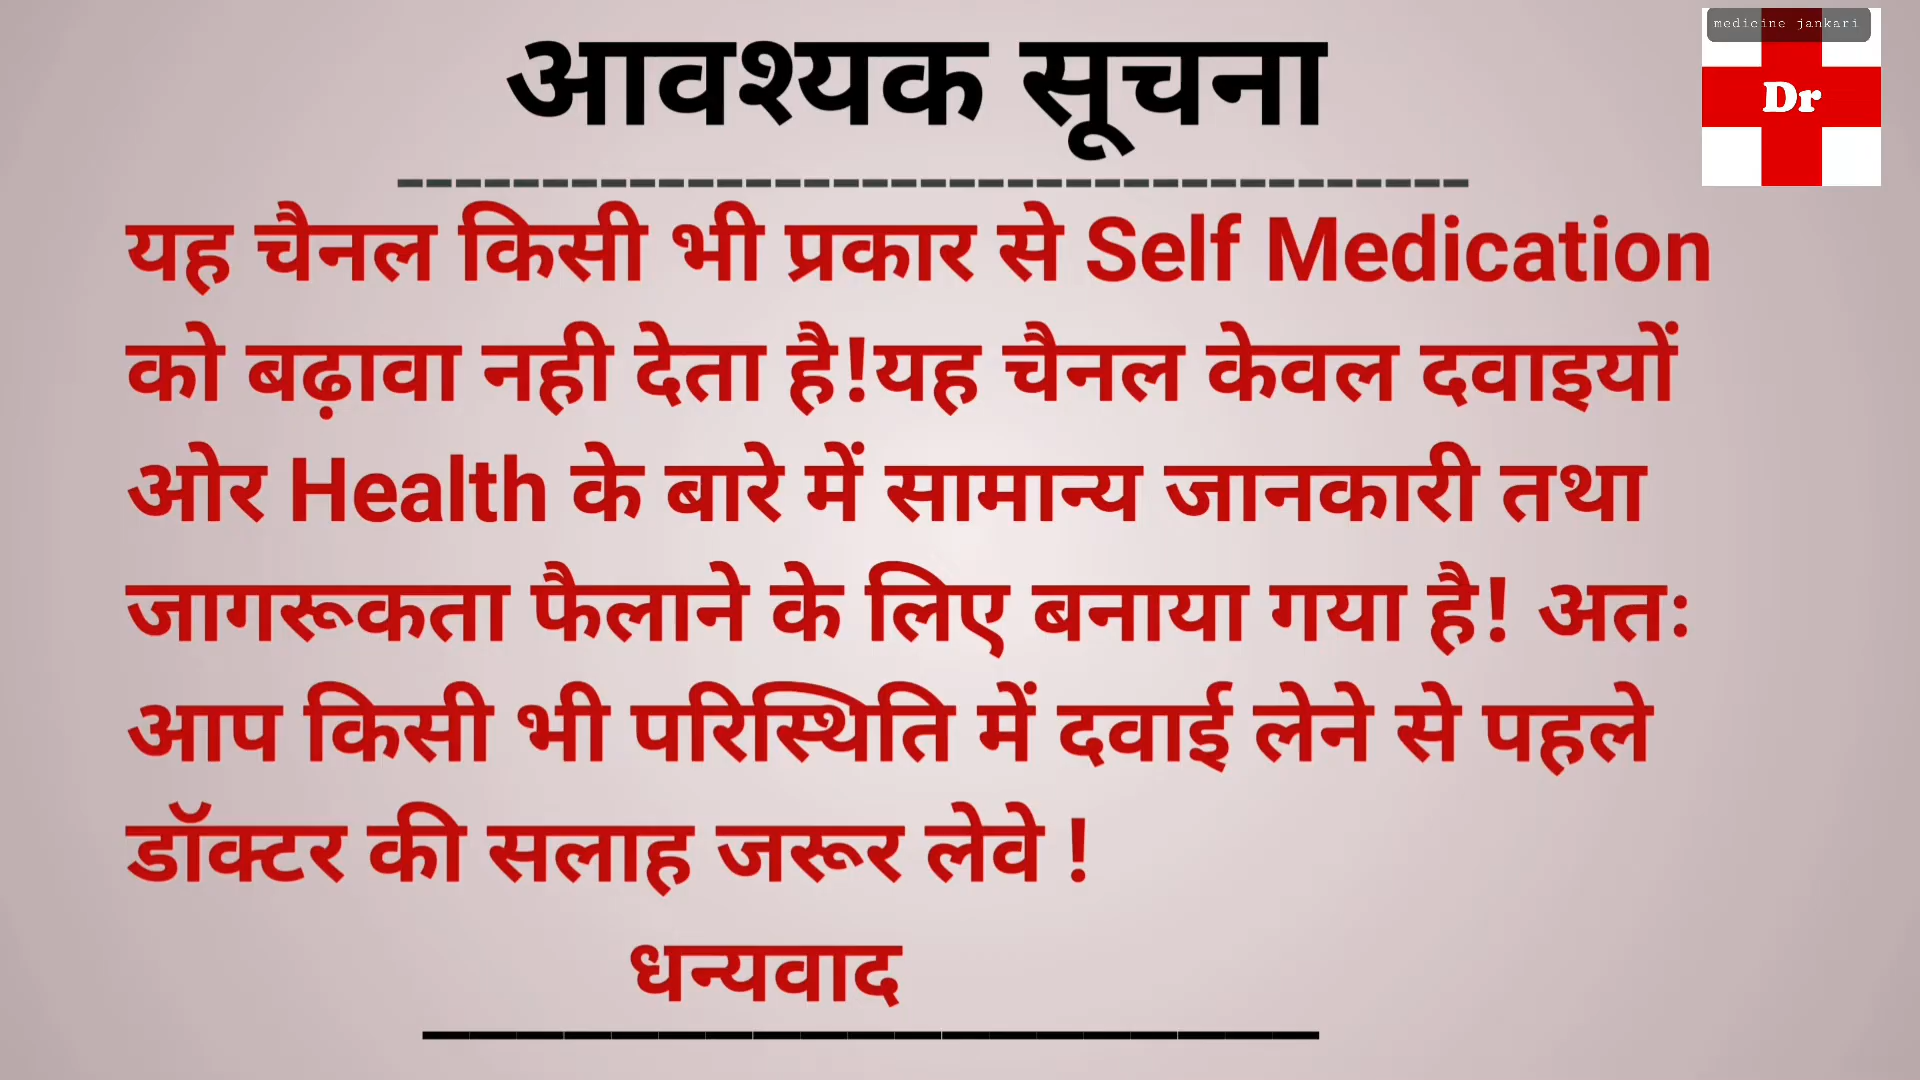 medicine jankari
Dr
आवश्यक सूचना
यह चैनल किसी भी प्रकार से Self Medication
को बढ़ावा नही देता है!यह चैनल केवल दवाइयों
ओर Health के बारे में सामान्य जानकारी तथा
जागरूकता फैलाने के लिए बनाया गया है! अतः
आप किसी भी परिस्थिति में दवाई लेने से पहले
डॉक्टर की सलाह जरूर लेवे !
धन्यवाद